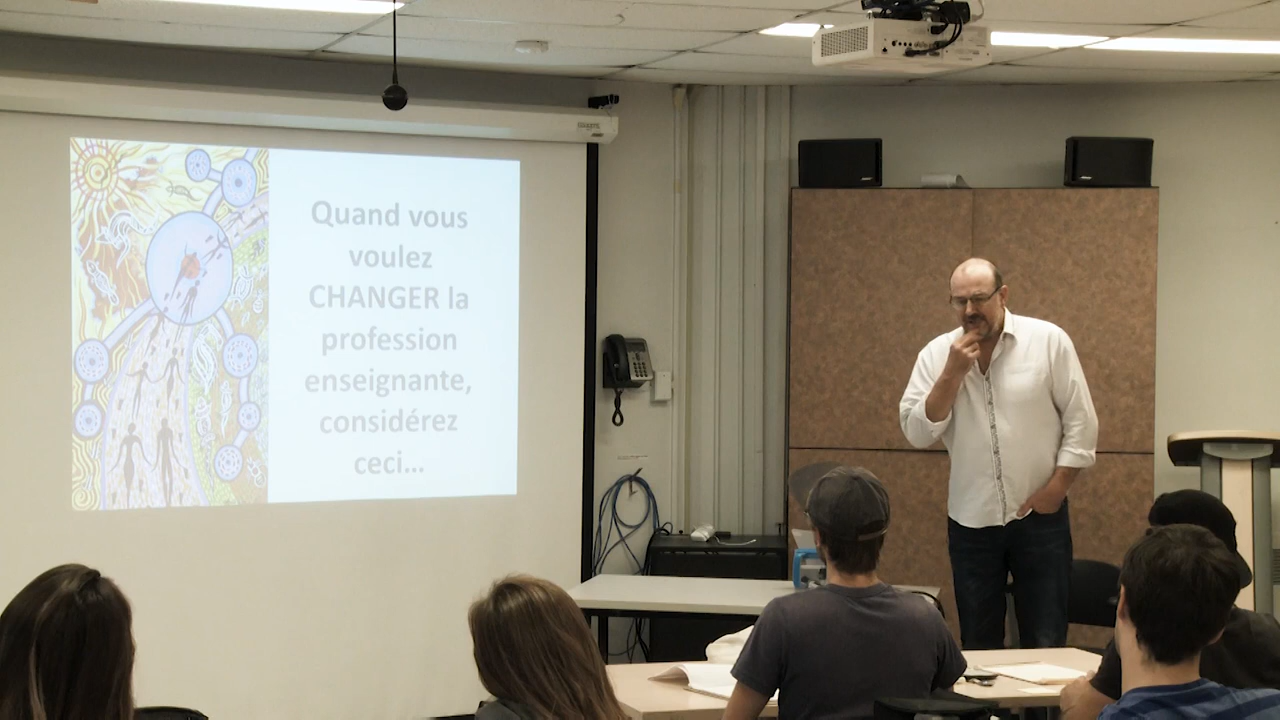 Quand vous
voulez
CHANGER la
profession
enseignante,
considérez
ceci...